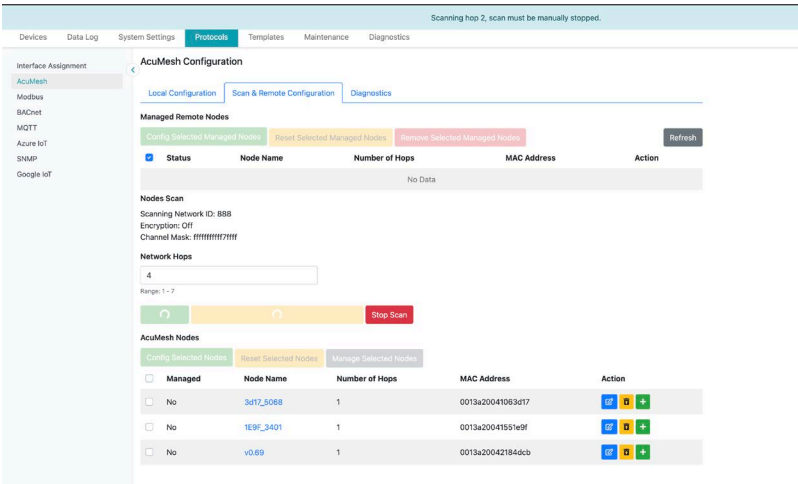 Scanning hop 2, scan must be manually stopped.
Devices Data Log System Settings Protocols Templates Maintenance Diagnostics
Interface Assignment
AcuMesh
Modbus
BACnet
MQTT
Azure IoT
SNMP
Google IoT
AcuMesh Configuration
Local Configuration Scan & Remote Configuration Diagnostics
Managed Remote Nodes
Config Selected Managed Nodes Reset Selected Managed Nodes Remove Selected Managed Nodes Refresh
Status Node Name Number of Hops MAC Address Action
No Data
Nodes Scan
Scanning Network ID: 888
Encryption: Off
Channel Mask: ffffffffff7ffff
Network Hops
4
Range: 1 – 7
Stop Scan
AcuMesh Nodes
Config Selected Nodes Reset Selected Nodes Manage Selected Nodes
Managed Node Name Number of Hops MAC Address Action
No 3d17_5068 1 0013a20041063d17
No 1E9F_3401 1 0013a20041551e9f
No v0.69 1 0013a20042184dcb